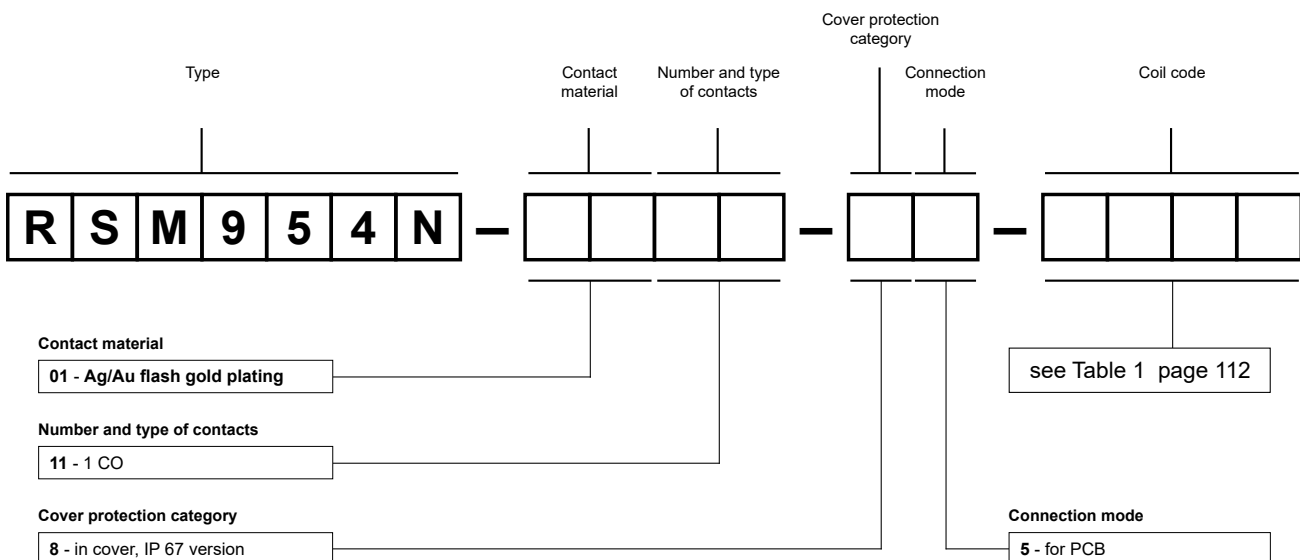 Cover protection
category
Type
Contact
material
Number and type
of contacts
Connection
mode
Coil code
R S M 9 5 4 N – – –
Contact material
01 - Ag/Au flash gold plating
see Table 1 page 112
Number and type of contacts
11 - 1 CO
Cover protection category
8 - in cover, IP 67 version
Connection mode
5 - for PCB